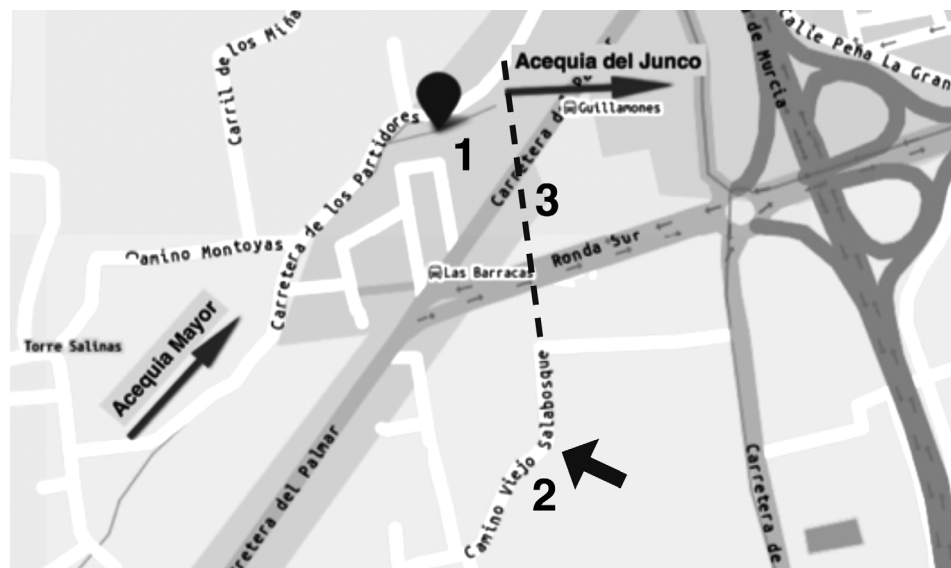 Carril de los Miña
Calle Peña La Gran
de Murcia
Acequia del Junco
Guillamones
Carretera de los Partidores
1
Carretera d
3
Camino Montoyas
Ronda Sur
Las Barracas
Torre Salinas
Acequia Mayor
Camino Viejo Salabosque
2
retera del Palmar
Carretera de